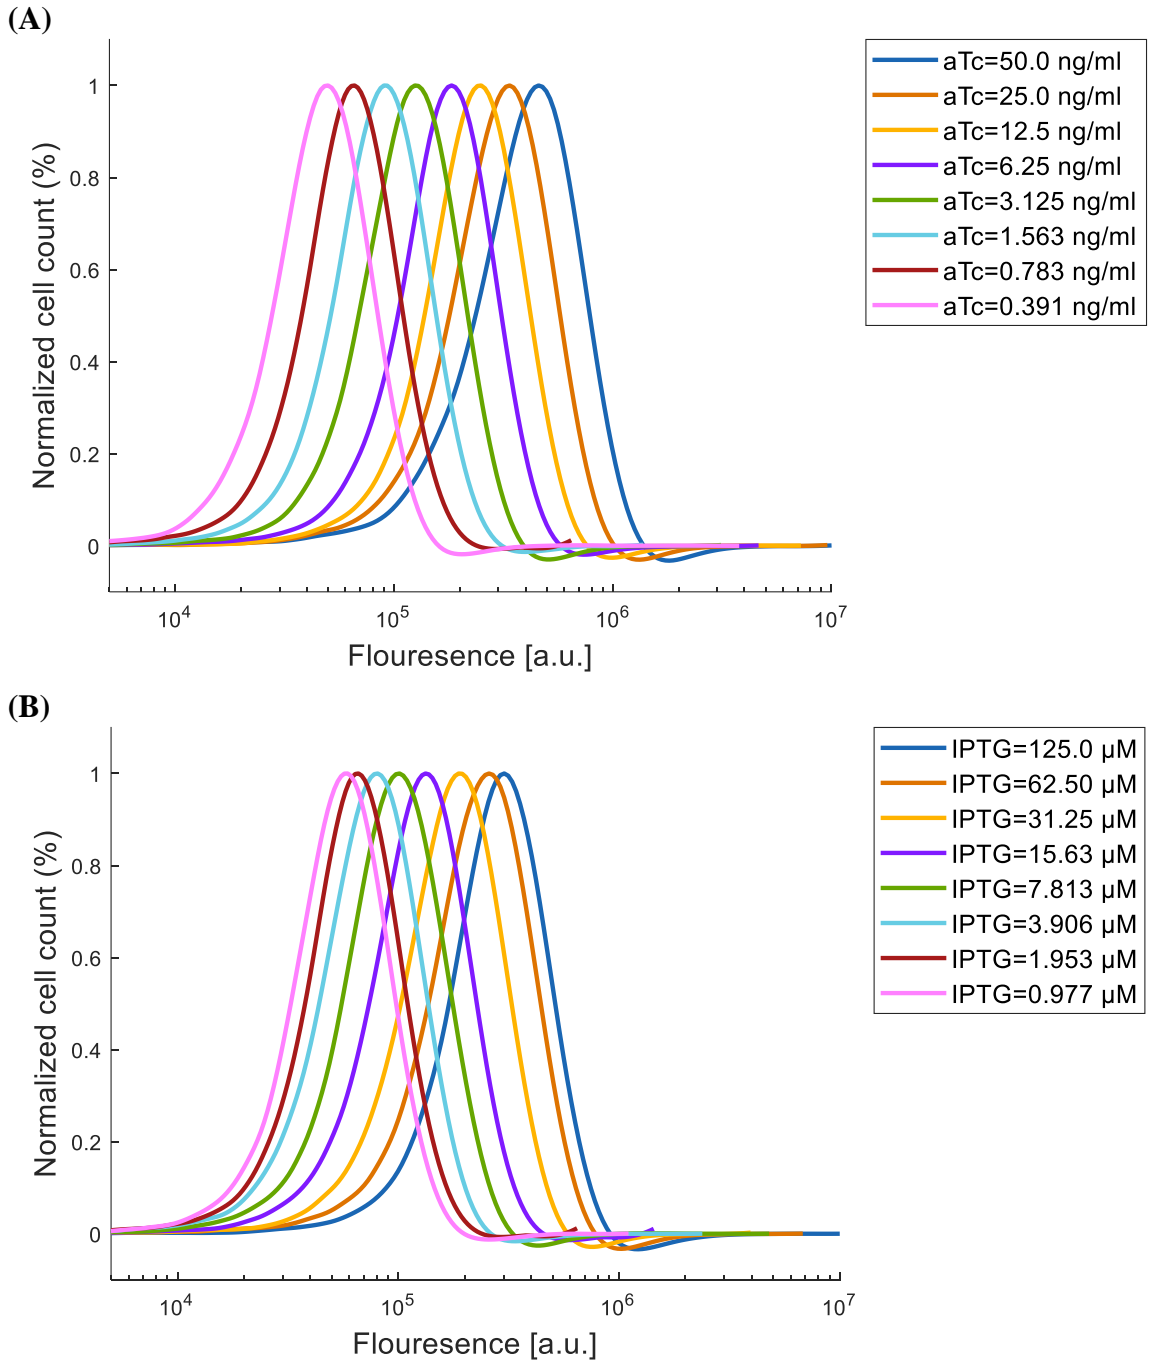 (A)
1
0.8
0.6
0.4
0.2
0
Normalized cell count (%)
10^4
10^5
10^6
10^7
Flouresence [a.u.]
aTc=50.0 ng/ml
aTc=25.0 ng/ml
aTc=12.5 ng/ml
aTc=6.25 ng/ml
aTc=3.125 ng/ml
aTc=1.563 ng/ml
aTc=0.783 ng/ml
aTc=0.391 ng/ml
(B)
1
0.8
0.6
0.4
0.2
0
Normalized cell count (%)
10^4
10^5
10^6
10^7
Flouresence [a.u.]
IPTG=125.0 µM
IPTG=62.50 µM
IPTG=31.25 µM
IPTG=15.63 µM
IPTG=7.813 µM
IPTG=3.906 µM
IPTG=1.953 µM
IPTG=0.977 µM